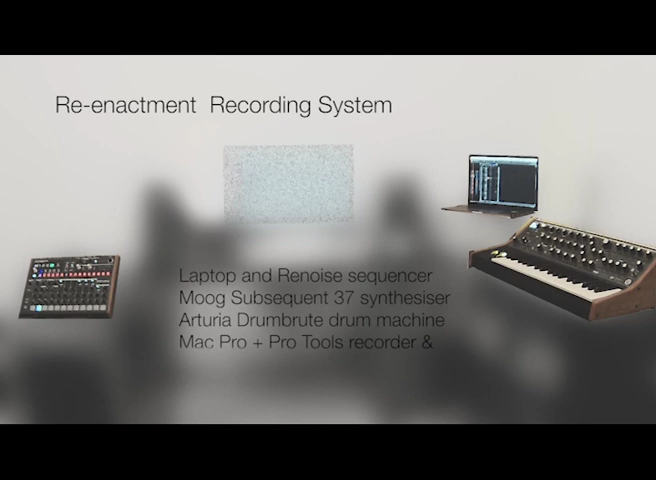 Re-enactment Recording System
Laptop and Renoise sequencer
Moog Subsequent 37 synthesiser
Arturia Drumbrute drum machine
Mac Pro + Pro Tools recorder &